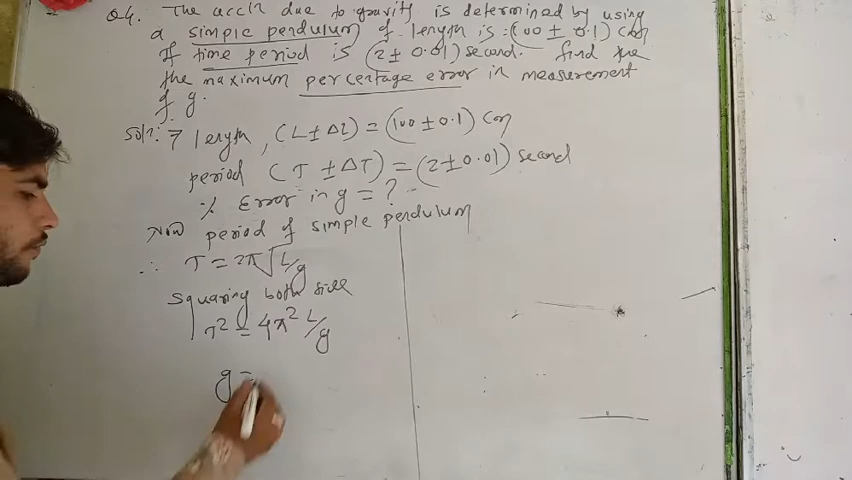 Q4. The accln due to gravity is determined by using
a simple pendulum of length is = (100 ± 0.1) cm
If time period is (2 ± 0.01) second. find the
the maximum percentage error in measurement
of g.
Soln: → length, (L ± ΔL) = (100 ± 0.1) cm
period (T ± ΔT) = (2 ± 0.01) second
% Error in g = ?
Now period of simple pendulum
∴ T = 2π√L/g
Squaring both side
T² = 4π² L/g
g =